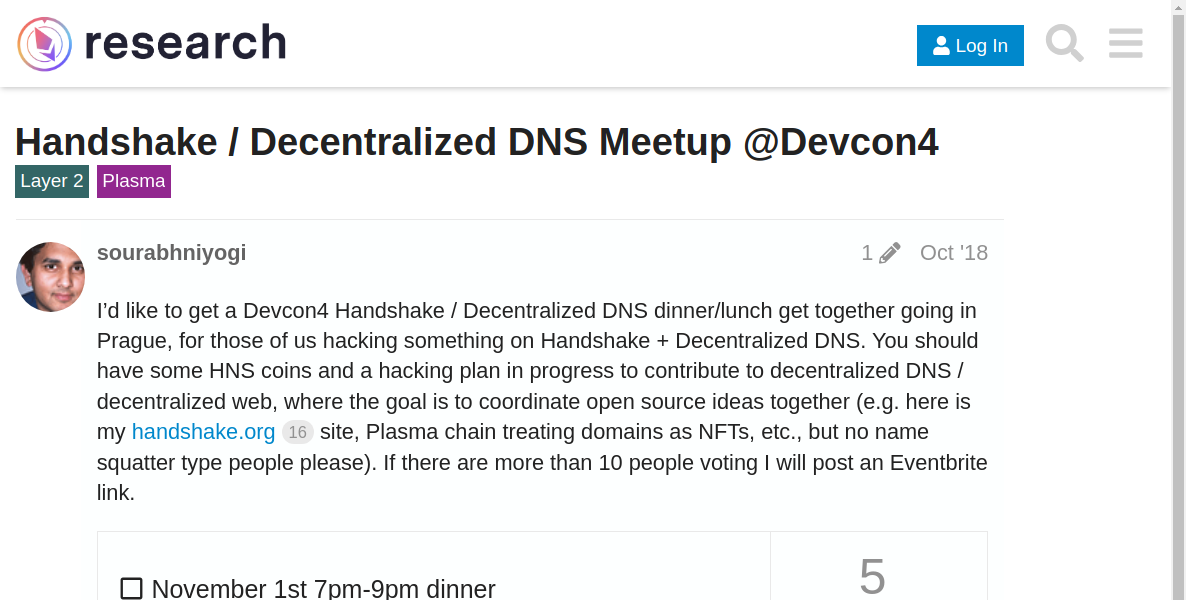 research
Log In
Handshake / Decentralized DNS Meetup @Devcon4
Layer 2 Plasma
sourabhniyogi 1 Oct '18
I’d like to get a Devcon4 Handshake / Decentralized DNS dinner/lunch get together going in
Prague, for those of us hacking something on Handshake + Decentralized DNS. You should
have some HNS coins and a hacking plan in progress to contribute to decentralized DNS /
decentralized web, where the goal is to coordinate open source ideas together (e.g. here is
my handshake.org 16 site, Plasma chain treating domains as NFTs, etc., but no name
squatter type people please). If there are more than 10 people voting I will post an Eventbrite
link.
November 1st 7pm-9pm dinner
5